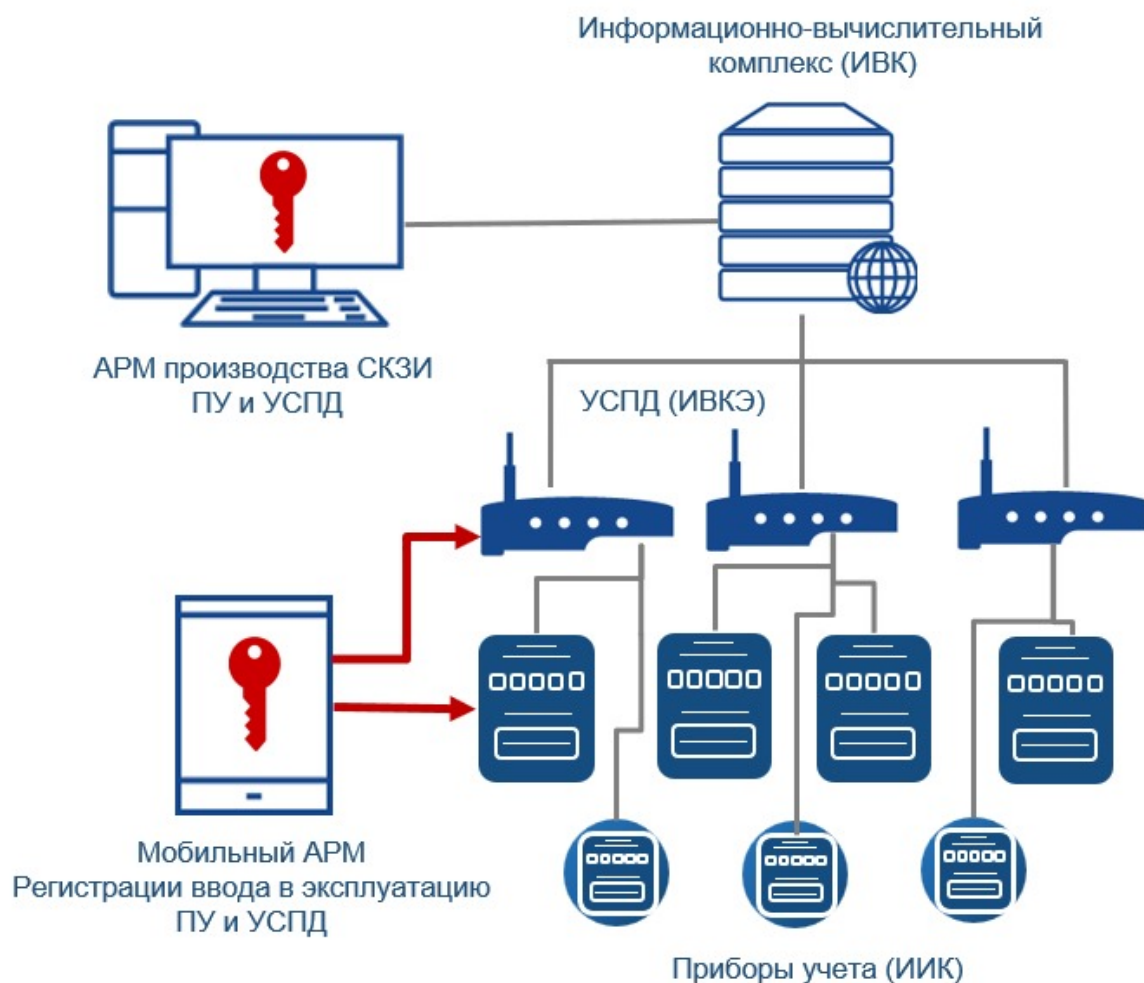 Информационно-вычислительный
комплекс (ИВК)
АРМ производства СКЗИ
ПУ и УСПД
УСПД (ИВКЭ)
Мобильный АРМ
Регистрации ввода в эксплуатацию
ПУ и УСПД
Приборы учета (ИИК)